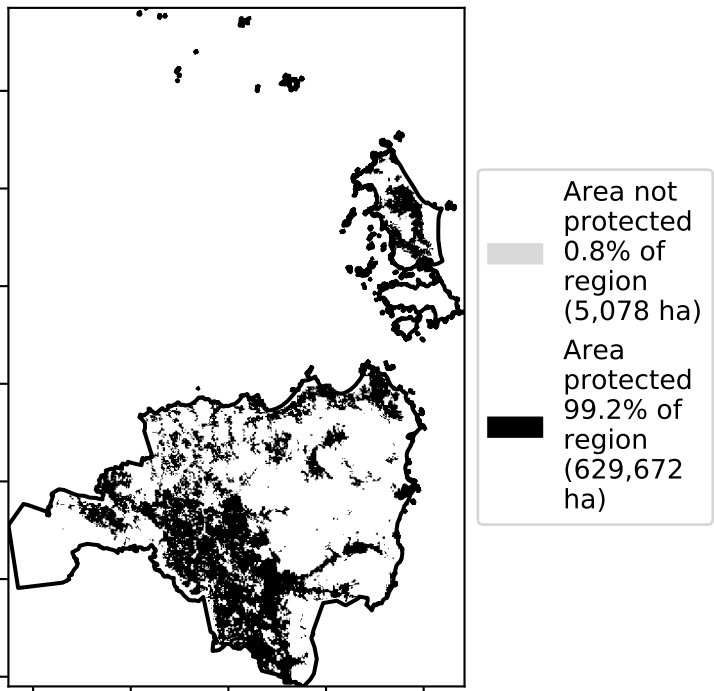 Area not
protected
0.8% of
region
(5,078 ha)
Area
protected
99.2% of
region
(629,672
ha)